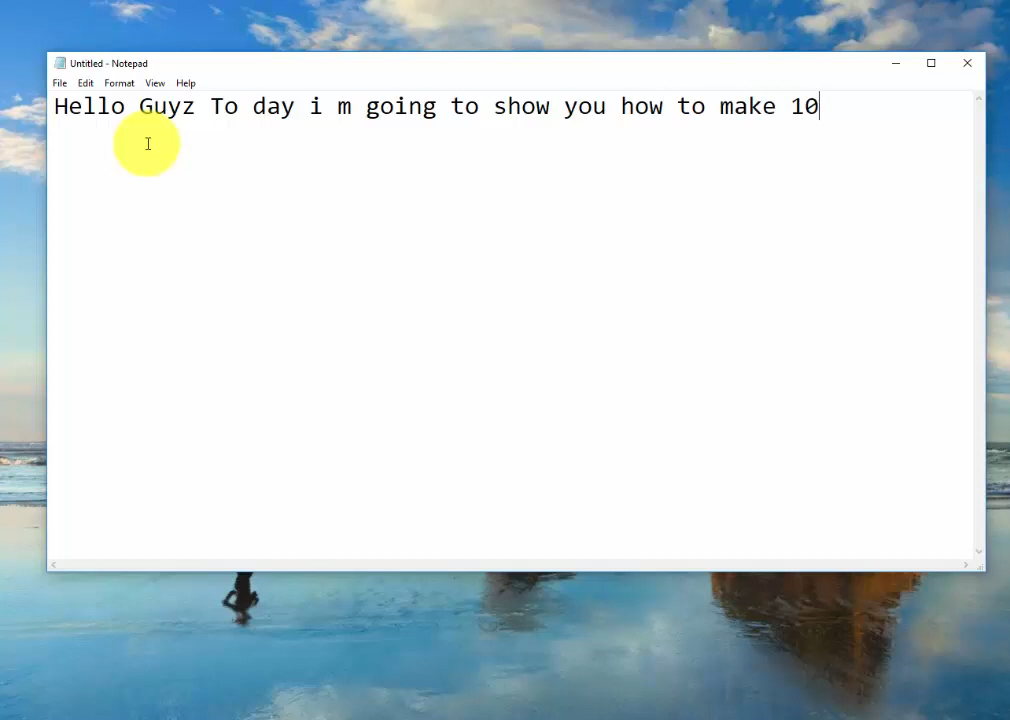 Untitled - Notepad
File Edit Format View Help
Hello Guyz To day i m going to show you how to make 10